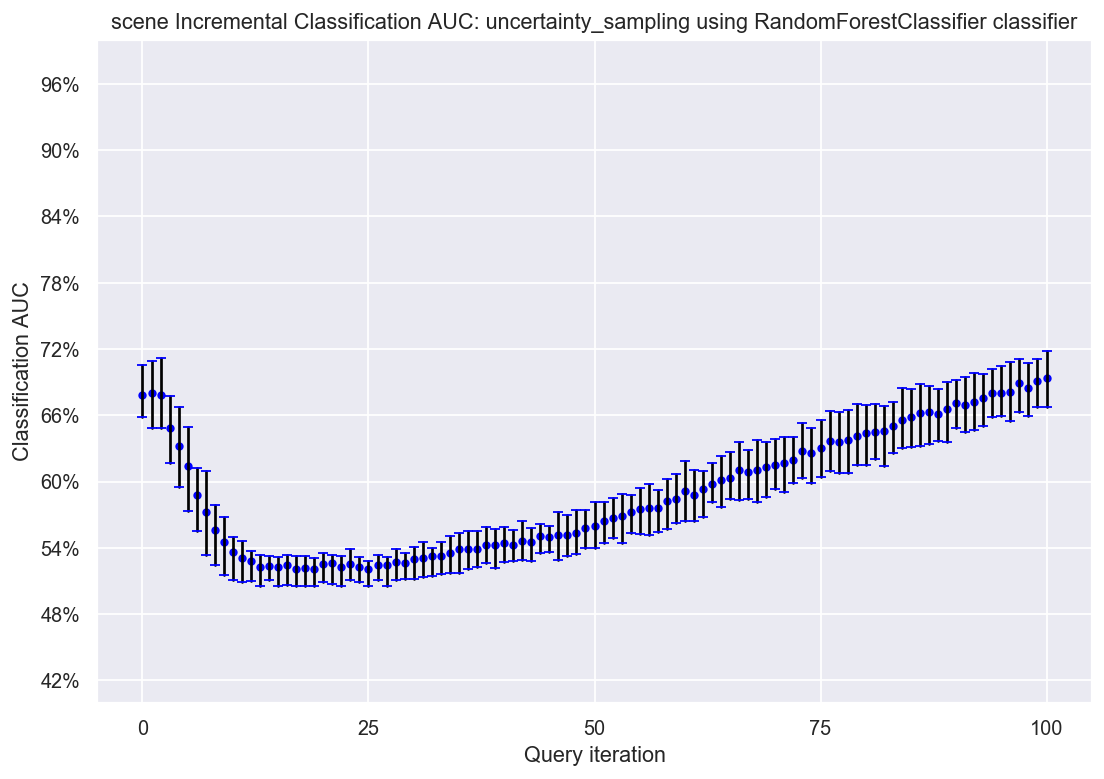 scene Incremental Classification AUC: uncertainty_sampling using RandomForestClassifier classifier
96%
90%
84%
78%
72%
66%
60%
54%
48%
42%
Classification AUC
0 25 50 75 100
Query iteration